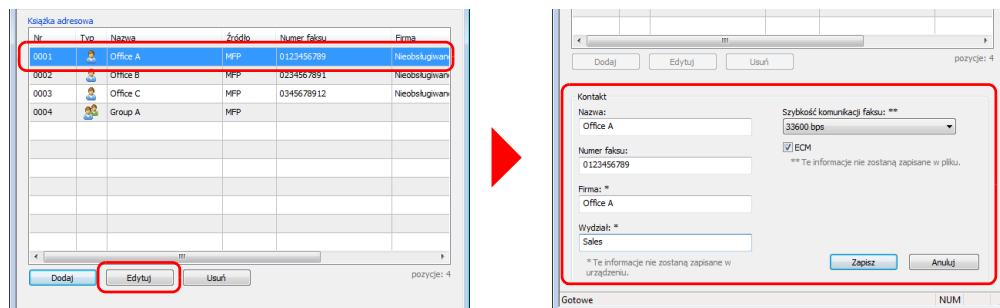 Książka adresowa
Nr Typ Nazwa Źródło Numer faksu Firma
0001 Office A MFP 0123456789 Nieobsługiwan
0002 Office B MFP 0234567891 Nieobsługiwan
0003 Office C MFP 0345678912 Nieobsługiwan
0004 Group A MFP
Dodaj Edytuj Usuń pozycje: 4
Dodaj Edytuj Usuń pozycje: 4
Kontakt
Nazwa:
Office A
Numer faksu:
0123456789
Firma: *
Office A
Wydział: *
Sales
* Te informacje nie zostaną zapisane w
urządzeniu.
Szybkość komunikacji faksu: **
33600 bps
ECM
** Te informacje nie zostaną zapisane w pliku.
Zapisz Anuluj
Gotowe NUM